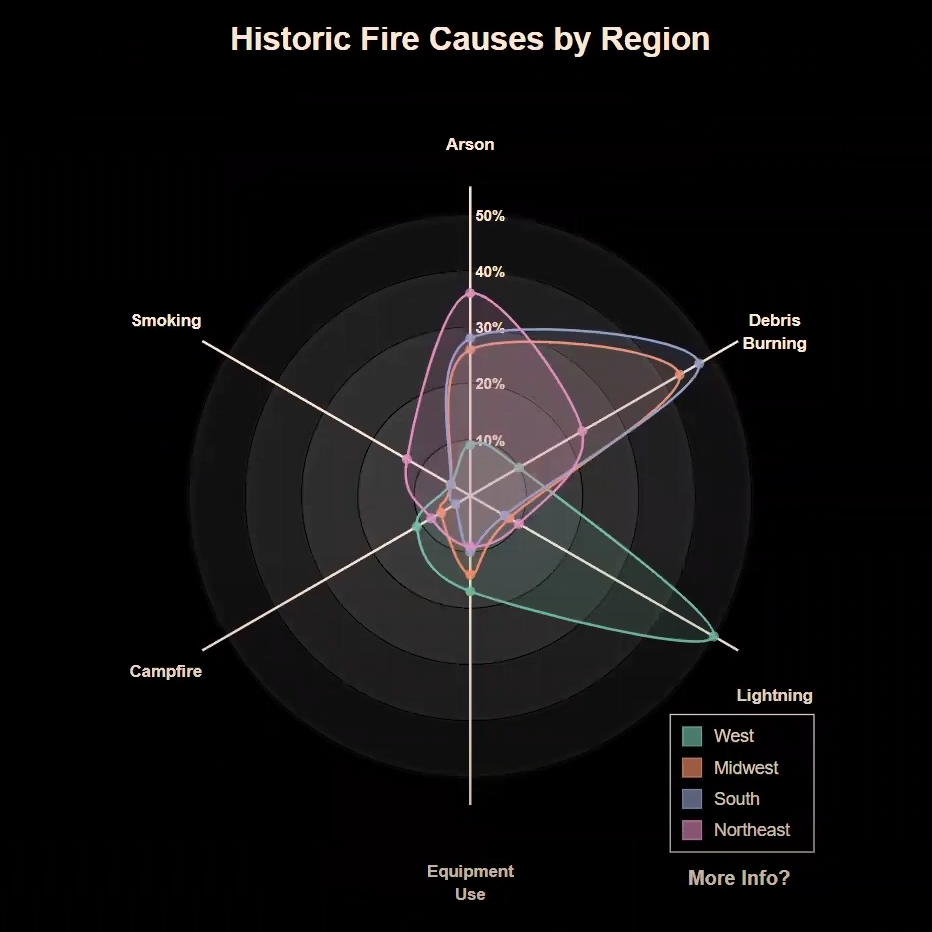 Historic Fire Causes by Region
Arson
50%
40%
30%
20%
10%
Smoking
Debris
Burning
Campfire
Lightning
Equipment
Use
West
Midwest
South
Northeast
More Info?